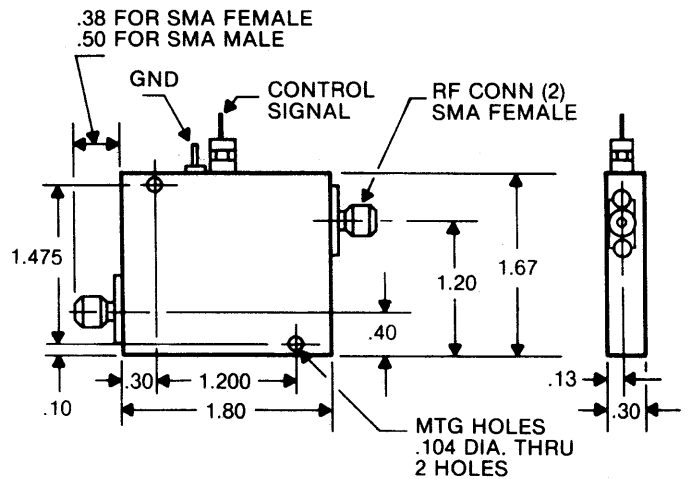 .38 FOR SMA FEMALE
.50 FOR SMA MALE
GND
CONTROL
SIGNAL
RF CONN (2)
SMA FEMALE
1.475
1.20
1.67
.40
.10
.30
1.200
1.80
.13
.30
MTG HOLES
.104 DIA. THRU
2 HOLES